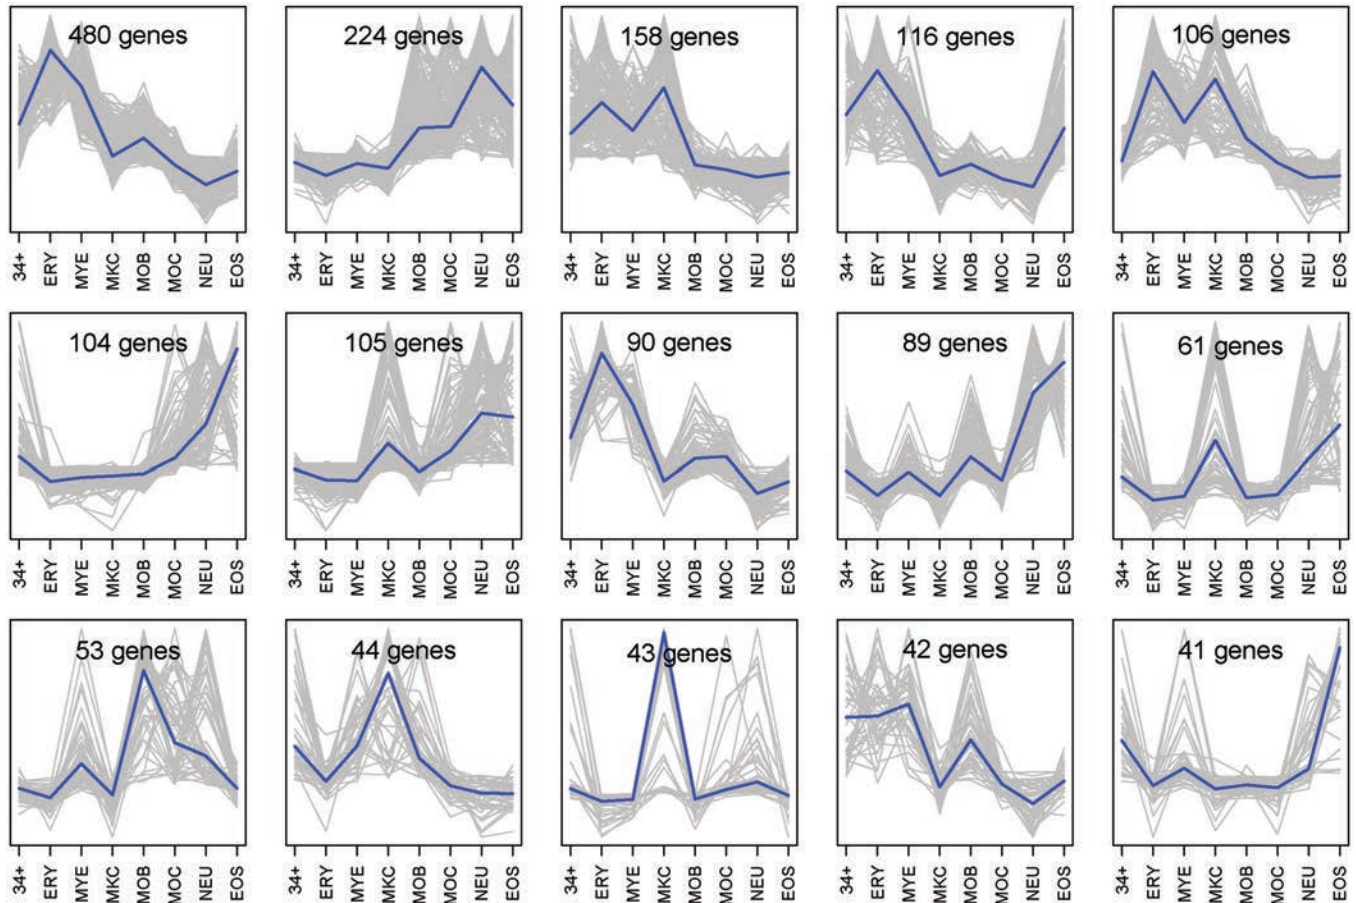 480 genes 224 genes 158 genes 116 genes 106 genes
34+ ERY MYE MKC MOB MOC NEU EOS 34+ ERY MYE MKC MOB MOC NEU EOS 34+ ERY MYE MKC MOB MOC NEU EOS 34+ ERY MYE MKC MOB MOC NEU EOS 34+ ERY MYE MKC MOB MOC NEU EOS
104 genes 105 genes 90 genes 89 genes 61 genes
34+ ERY MYE MKC MOB MOC NEU EOS 34+ ERY MYE MKC MOB MOC NEU EOS 34+ ERY MYE MKC MOB MOC NEU EOS 34+ ERY MYE MKC MOB MOC NEU EOS 34+ ERY MYE MKC MOB MOC NEU EOS
53 genes 44 genes 43 genes 42 genes 41 genes
34+ ERY MYE MKC MOB MOC NEU EOS 34+ ERY MYE MKC MOB MOC NEU EOS 34+ ERY MYE MKC MOB MOC NEU EOS 34+ ERY MYE MKC MOB MOC NEU EOS 34+ ERY MYE MKC MOB MOC NEU EOS